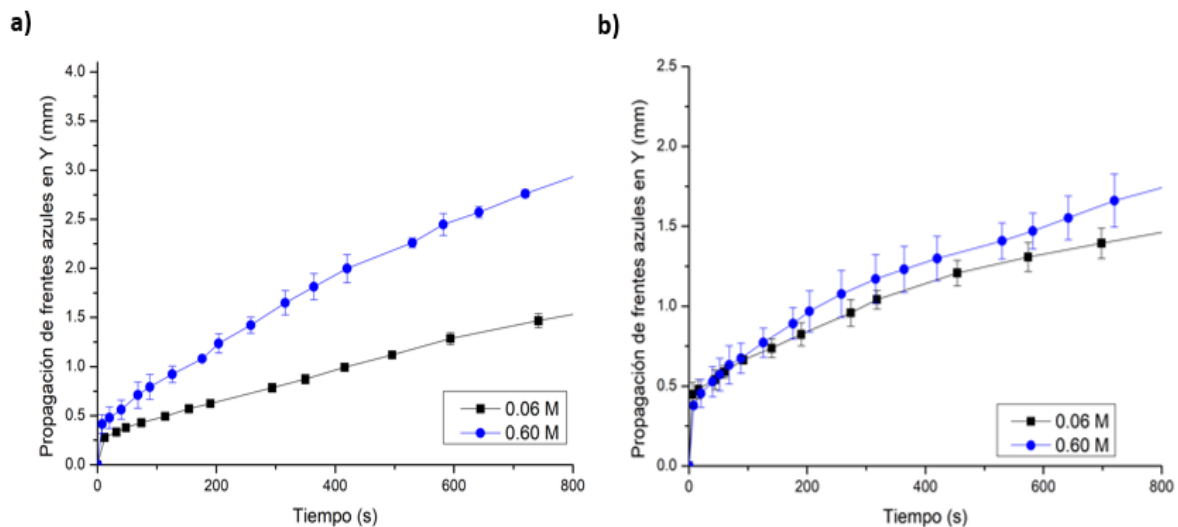 a)
Propagación de frentes azules en Y (mm)
4.0
3.5
3.0
2.5
2.0
1.5
1.0
0.5
0.0
0 200 400 600 800
Tiempo (s)
0.06 M
0.60 M
b)
Propagación de frentes azules en Y (mm)
2.5
2.0
1.5
1.0
0.5
0.0
0 200 400 600 800
Tiempo (s)
0.06 M
0.60 M